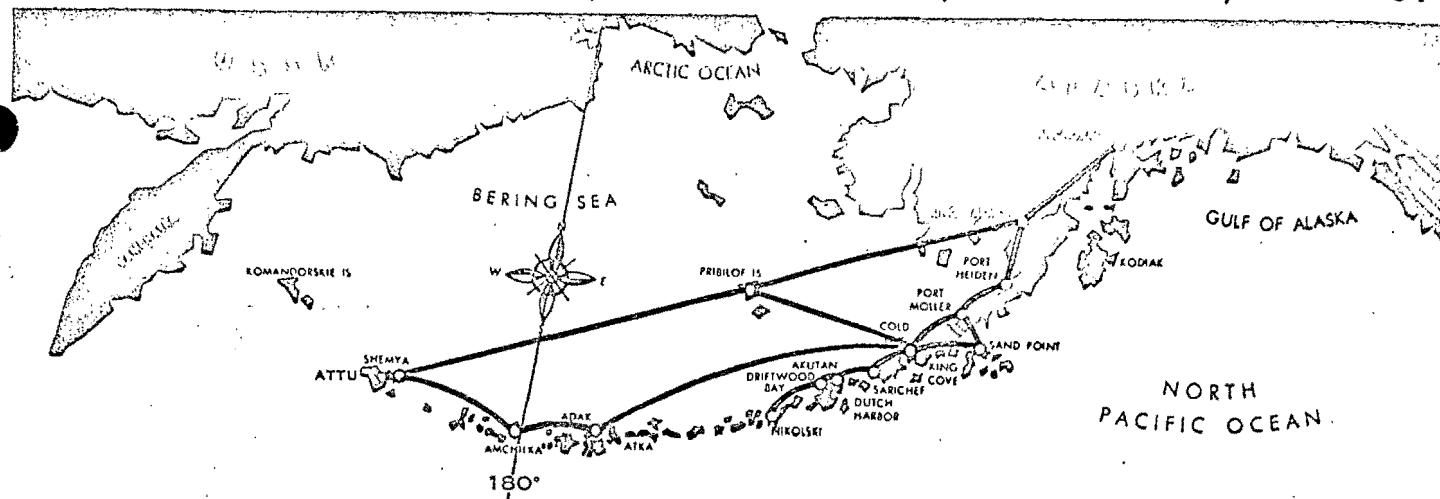 ARCTIC OCEAN
BERING SEA
GULF OF ALASKA
W
E
KOMANDORSKIE IS
PRIBILOF IS
PORT
HEIDEN
KODIAK
PORT
MOLLER
COLD
SAND POINT
SHEMYA
ATTU
AKUTAN
DRIFTWOOD
BAY
KING
COVE
SARICHEF
DUTCH
HARBOR
NORTH
PACIFIC OCEAN
ADAK
NIKOLSKI
AMCHITKA
ATKA
180°